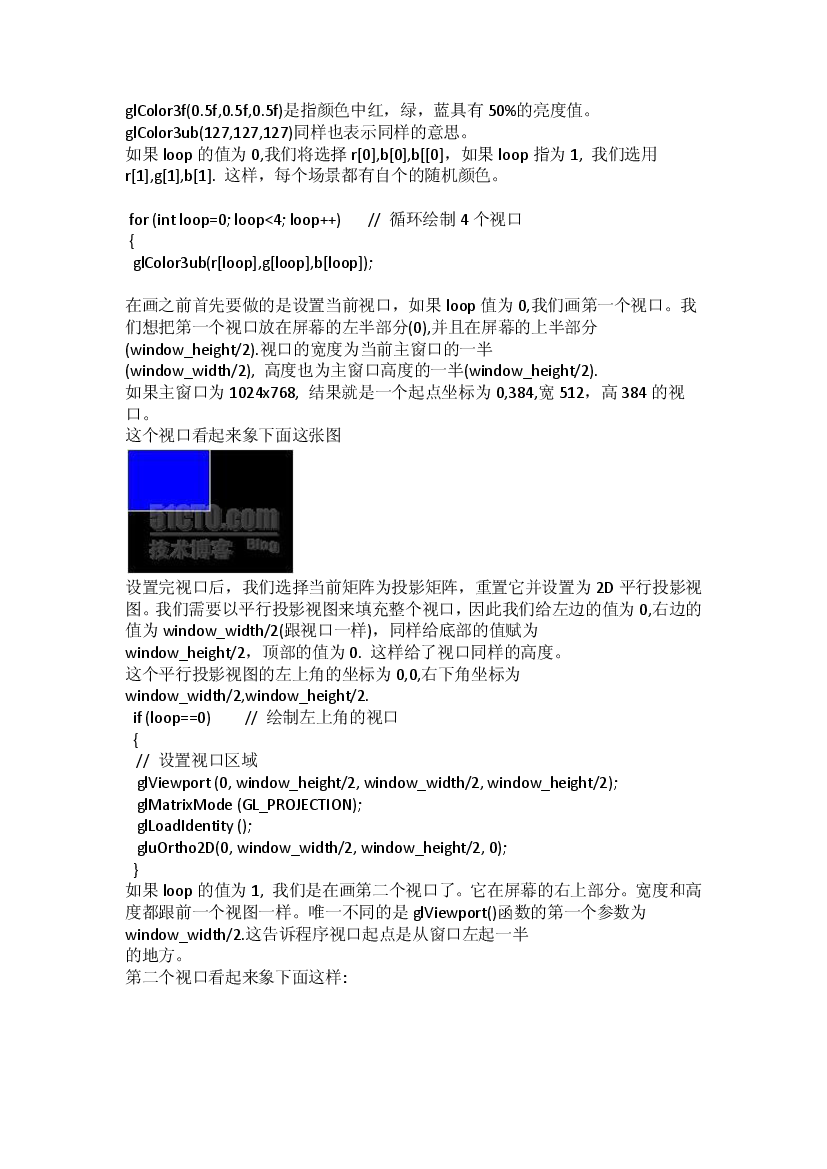 glColor3f(0.5f,0.5f,0.5f)是指颜色中红，绿，蓝具有 50%的亮度值。
glColor3ub(127,127,127)同样也表示同样的意思。
如果 loop 的值为 0,我们将选择 r[0],b[0],b[[0]，如果 loop 指为 1，我们选用
r[1],g[1],b[1]. 这样，每个场景都有自个的随机颜色。
for (int loop=0; loop<4; loop++) // 循环绘制 4 个视口
{
glColor3ub(r[loop],g[loop],b[loop]);
在画之前首先要做的是设置当前视口，如果 loop 值为 0,我们画第一个视口。我
们想把第一个视口放在屏幕的左半部分(0),并且在屏幕的上半部分
(window_height/2).视口的宽度为当前主窗口的一半
(window_width/2)，高度也为主窗口高度的一半(window_height/2).
如果主窗口为 1024x768，结果就是一个起点坐标为 0,384,宽 512，高 384 的视
口。
这个视口看起来象下面这张图
51CTO.com
技术博客 Blog
设置完视口后，我们选择当前矩阵为投影矩阵，重置它并设置为 2D 平行投影视
图。我们需要以平行投影视图来填充整个视口，因此我们给左边的值为 0,右边的
值为 window_width/2(跟视口一样)，同样给底部的值赋为
window_height/2，顶部的值为 0. 这样给了视口同样的高度。
这个平行投影视图的左上角的坐标为 0,0,右下角坐标为
window_width/2,window_height/2.
if (loop==0) // 绘制左上角的视口
{
// 设置视口区域
glViewport (0, window_height/2, window_width/2, window_height/2);
glMatrixMode (GL_PROJECTION);
glLoadIdentity ();
gluOrtho2D(0, window_width/2, window_height/2, 0);
}
如果 loop 的值为 1，我们是在画第二个视口了。它在屏幕的右上部分。宽度和高
度都跟前一个视图一样。唯一不同的是 glViewport()函数的第一个参数为
window_width/2.这告诉程序视口起点是从窗口左起一半
的地方。
第二个视口看起来象下面这样: